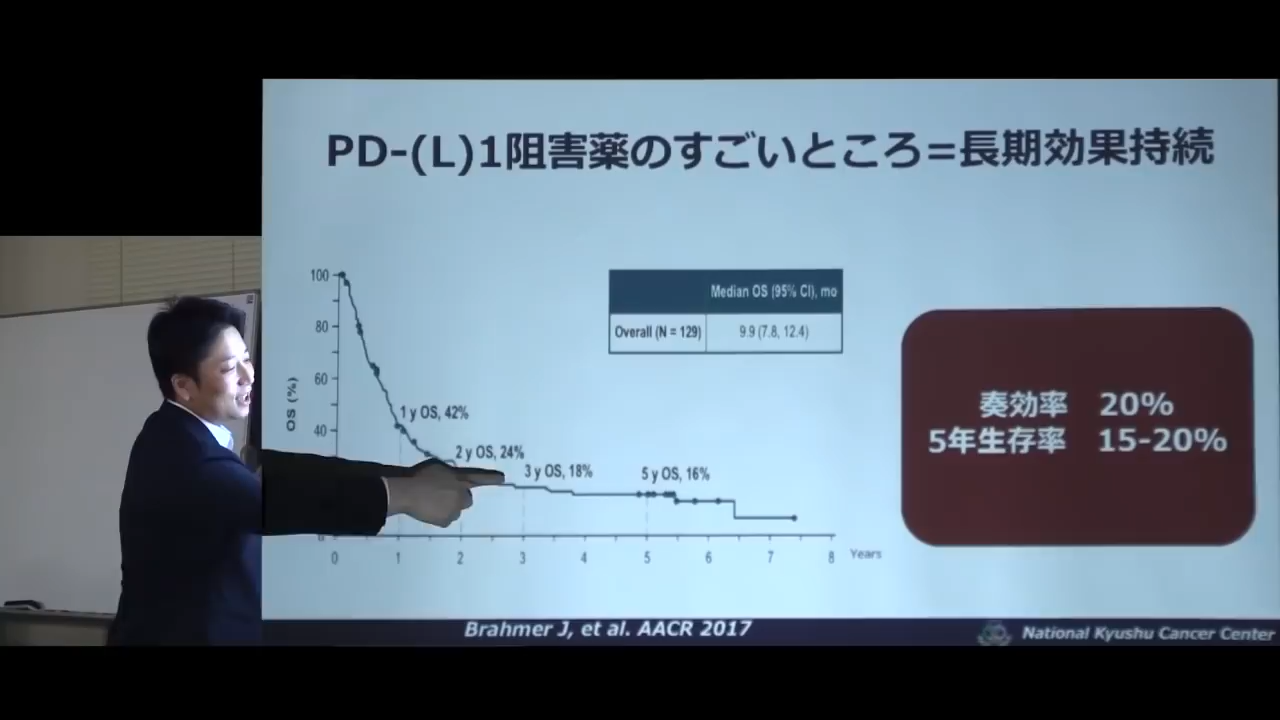 PD-(L)1阻害薬のすごいところ=長期効果持続
Median OS (95% CI), mo
Overall (N = 129) 9.9 (7.8, 12.4)
OS (%)
100
80
60
40
1 y OS, 42%
2 y OS, 24%
3 y OS, 18%
5 y OS, 16%
0 1 2 3 4 5 6 7 8 Years
奏効率 20%
5年生存率 15-20%
Brahmer J, et al. AACR 2017
National Kyushu Cancer Center